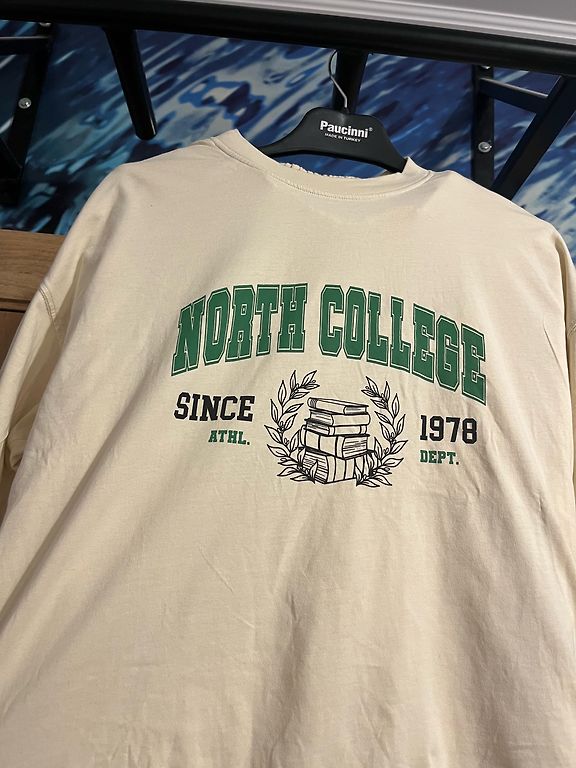 Paucinni®
MADE IN TURKEY
NORTH COLLEGE
SINCE 1978
ATHL. DEPT.